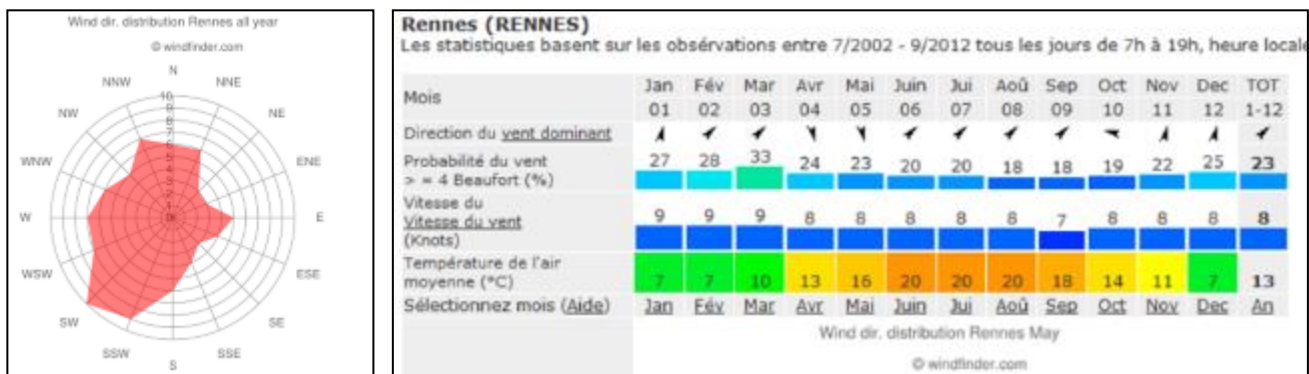 Wind dir. distribution Rennes all year
© windfinder.com
N
NNW NNE
NW NE
WNW ENE
W E
WSW ESE
SW SE
SSW SSE
S
10
9
8
7
6
5
4
3
2
1
Rennes (RENNES)
Les statistiques basent sur les obsérvations entre 7/2002 - 9/2012 tous les jours de 7h à 19h, heure locale
Mois Jan Fév Mar Avr Mai Juin Jui Aoû Sep Oct Nov Dec TOT
01 02 03 04 05 06 07 08 09 10 11 12 1-12
Direction du vent dominant
Probabilité du vent 27 28 33 24 23 20 20 18 18 19 22 25 23
> = 4 Beaufort (%)
Vitesse du
Vitesse du vent 9 9 9 8 8 8 8 8 7 8 8 8 8
(Knots)
Température de l'air
moyenne (°C) 7 7 10 13 16 20 20 20 18 14 11 7 13
Sélectionnez mois (Aide) Jan Fév Mar Avr Mai Juin Jui Aoû Sep Oct Nov Dec An
Wind dir. distribution Rennes May
© windfinder.com